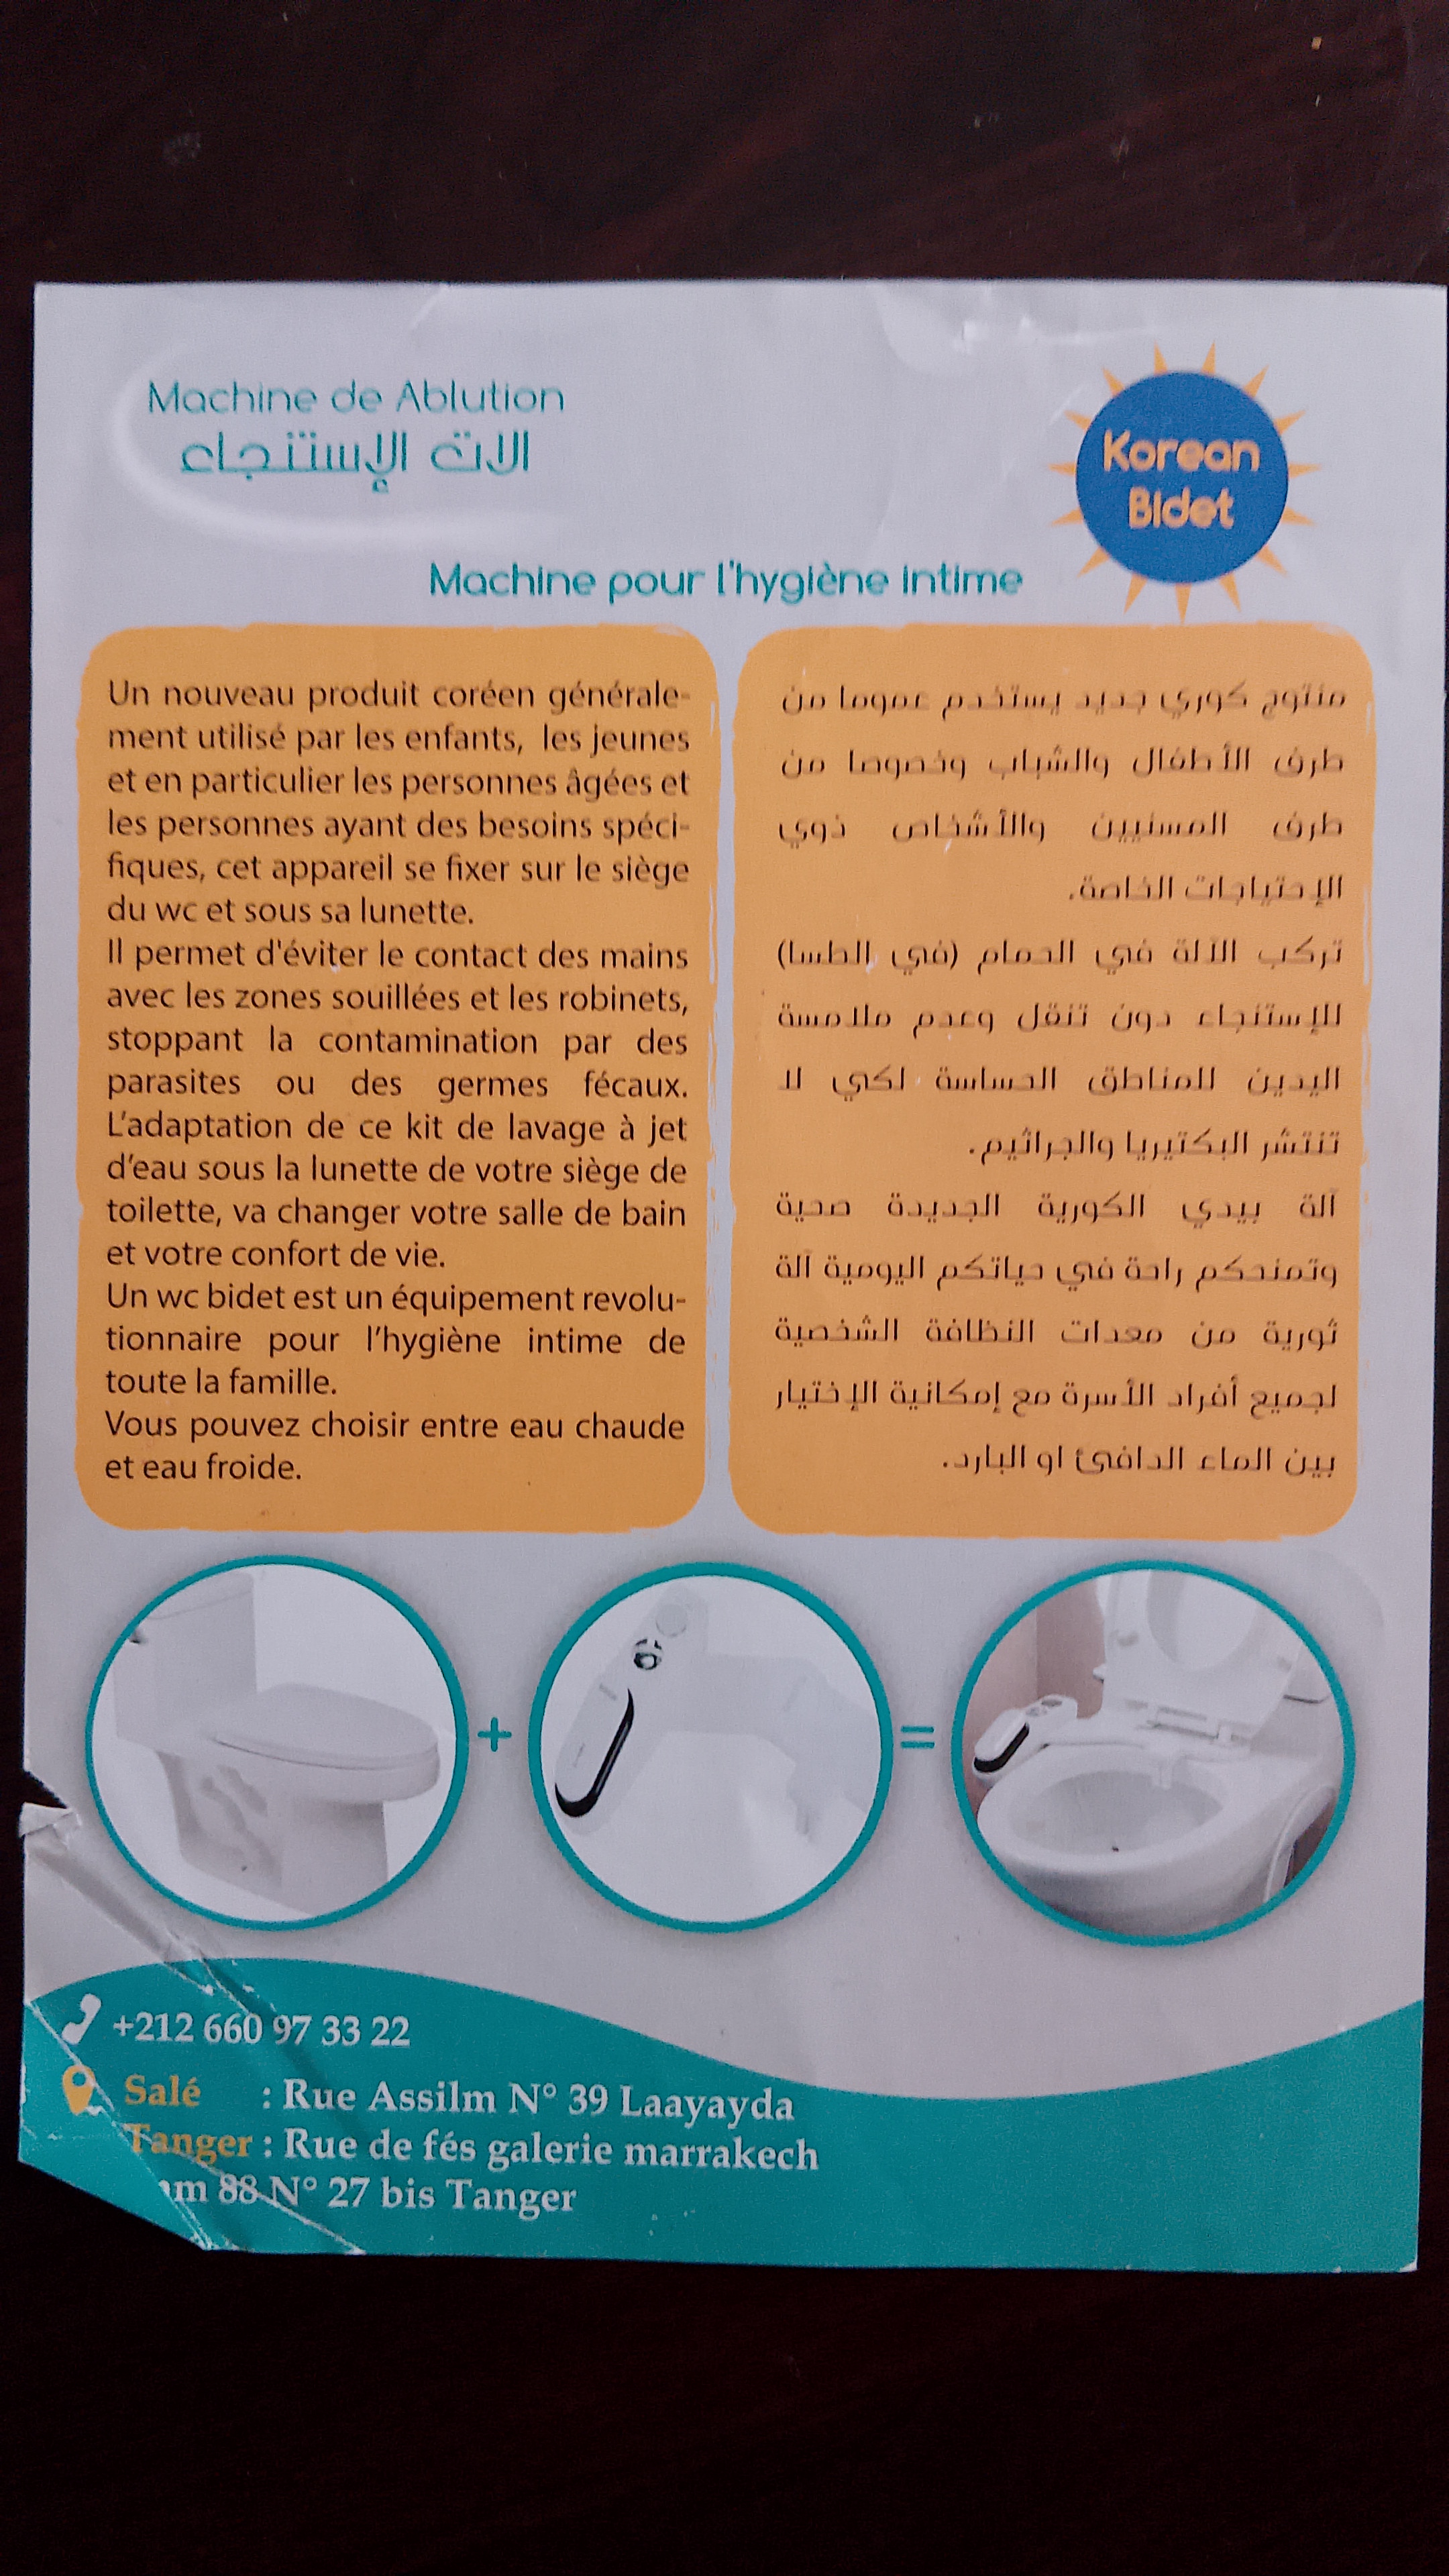 Machine de Ablution
الات الإستنجاء
Korean
Bidet
Machine pour l'hygiène intime
Un nouveau produit coréen générale-
ment utilisé par les enfants, les jeunes
et en particulier les personnes âgées et
les personnes ayant des besoins spéci-
fiques, cet appareil se fixer sur le siège
du wc et sous sa lunette.
Il permet d'éviter le contact des mains
avec les zones souillées et les robinets,
stoppant la contamination par des
parasites ou des germes fécaux.
L'adaptation de ce kit de lavage à jet
d'eau sous la lunette de votre siège de
toilette, va changer votre salle de bain
et votre confort de vie.
Un wc bidet est un équipement revolu-
tionnaire pour l'hygiène intime de
toute la famille.
Vous pouvez choisir entre eau chaude
et eau froide.
منتوج كوري جديد يستخدم عموما من
طرف الأطفال والشباب وخصوصا من
طرف المسنيين والأشخاص ذوي
الإحتياجات الخاصة.
تركب الآلة في الحمام (في الطسا)
للإستنجاء دون تنقل وعدم ملامسة
اليدين للمناطق الحساسة لكي لا
تنتشر البكتيريا والجراثيم.
آلة بيدي الكورية الجديدة صحية
وتمنحكم راحة في حياتكم اليومية آلة
ثورية من معدات النظافة الشخصية
لجميع أفراد الأسرة مع إمكانية الإختيار
بين الماء الدافئ او البارد.
+
=
+212 660 97 33 22
Salé : Rue Assilm N° 39 Laayayda
Tanger : Rue de fés galerie marrakech
88 N° 27 bis Tanger